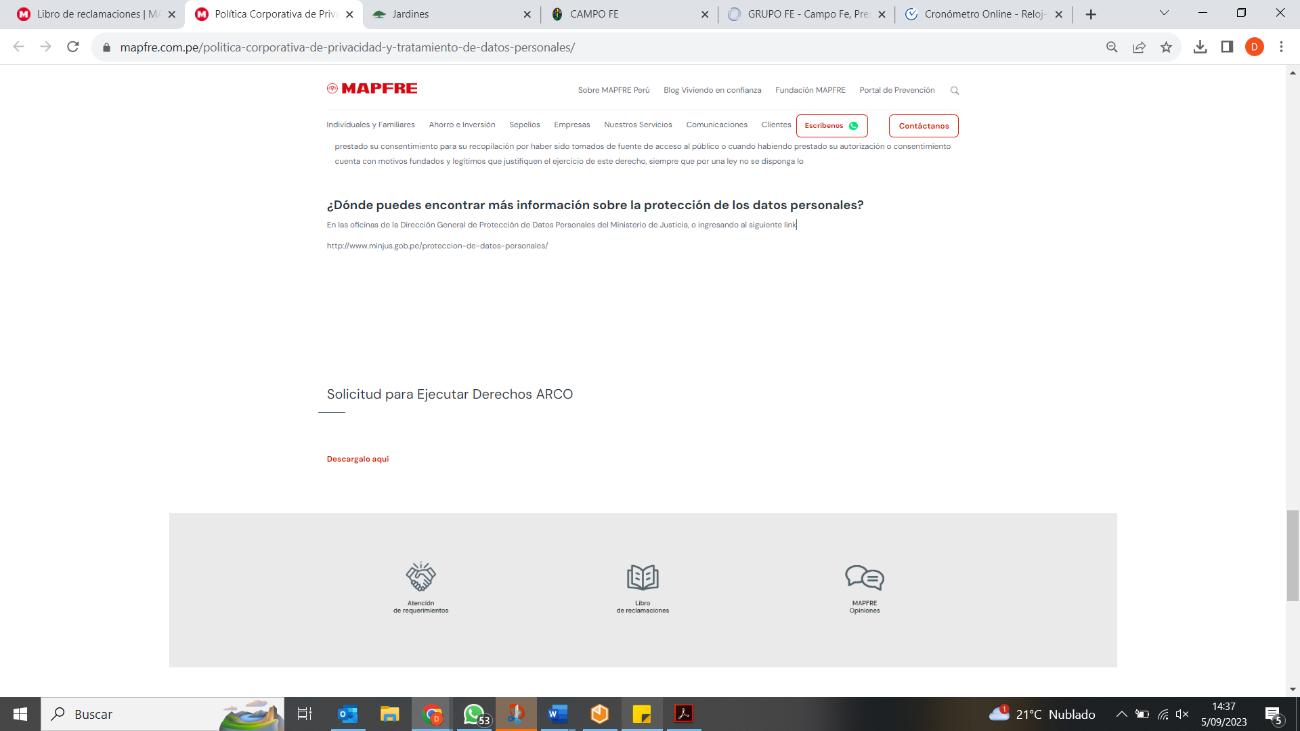 Libro de reclamaciones | MA
Política Corporativa de Priva
Jardines
CAMPO FE
GRUPO FE - Campo Fe, Pres
Cronómetro Online - Reloj-
mapfre.com.pe/politica-corporativa-de-privacidad-y-tratamiento-de-datos-personales/
D
MAPFRE
Sobre MAPFRE Perú Blog Viviendo en confianza Fundación MAPFRE Portal de Prevención
Individuales y Familiares Ahorro e Inversión Sepelios Empresas Nuestros Servicios Comunicaciones Clientes Escríbenos Contáctanos
prestado su consentimiento para su recopilación por haber sido tomados de fuente de acceso al público o cuando habiendo prestado su autorización o consentimiento
cuenta con motivos fundados y legítimos que justifiquen el ejercicio de este derecho, siempre que por una ley no se disponga lo
¿Dónde puedes encontrar más información sobre la protección de los datos personales?
En las oficinas de la Dirección General de Protección de Datos Personales del Ministerio de Justicia, o ingresando al siguiente link
http://www.minjus.gob.pe/proteccion-de-datos-personales/
Solicitud para Ejecutar Derechos ARCO
Descargalo aquí
Atención
de requerimientos
Libro
de reclamaciones
MAPFRE
Opiniones
Buscar
53
1
21°C Nublado
14:37
5/09/2023
5